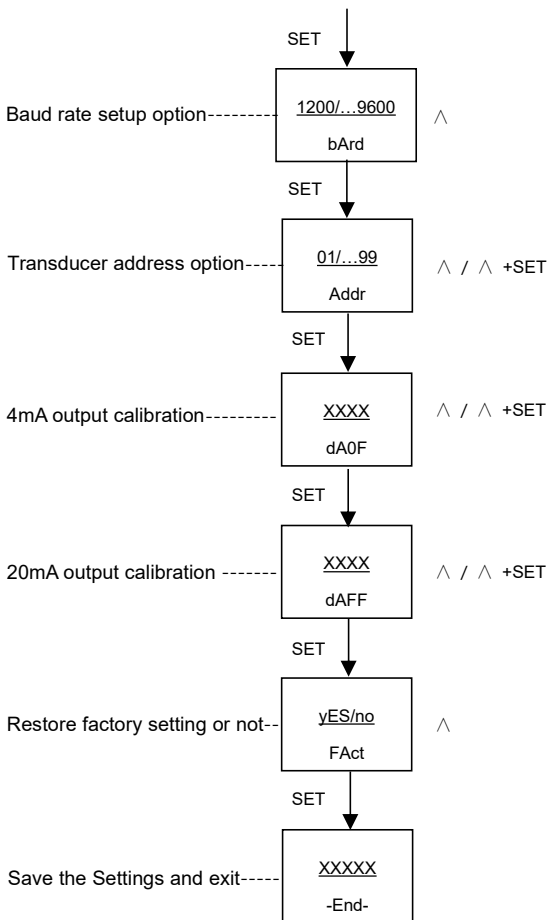 SET
1200/…9600
Baud rate setup option
∧
bArd
SET
01/…99
Transducer address option
∧ / ∧ +SET
Addr
SET
XXXX
4mA output calibration
∧ / ∧ +SET
dA0F
SET
XXXX
20mA output calibration
∧ / ∧ +SET
dAFF
SET
yES/no
Restore factory setting or not
∧
FAct
SET
XXXXX
Save the Settings and exit
-End-